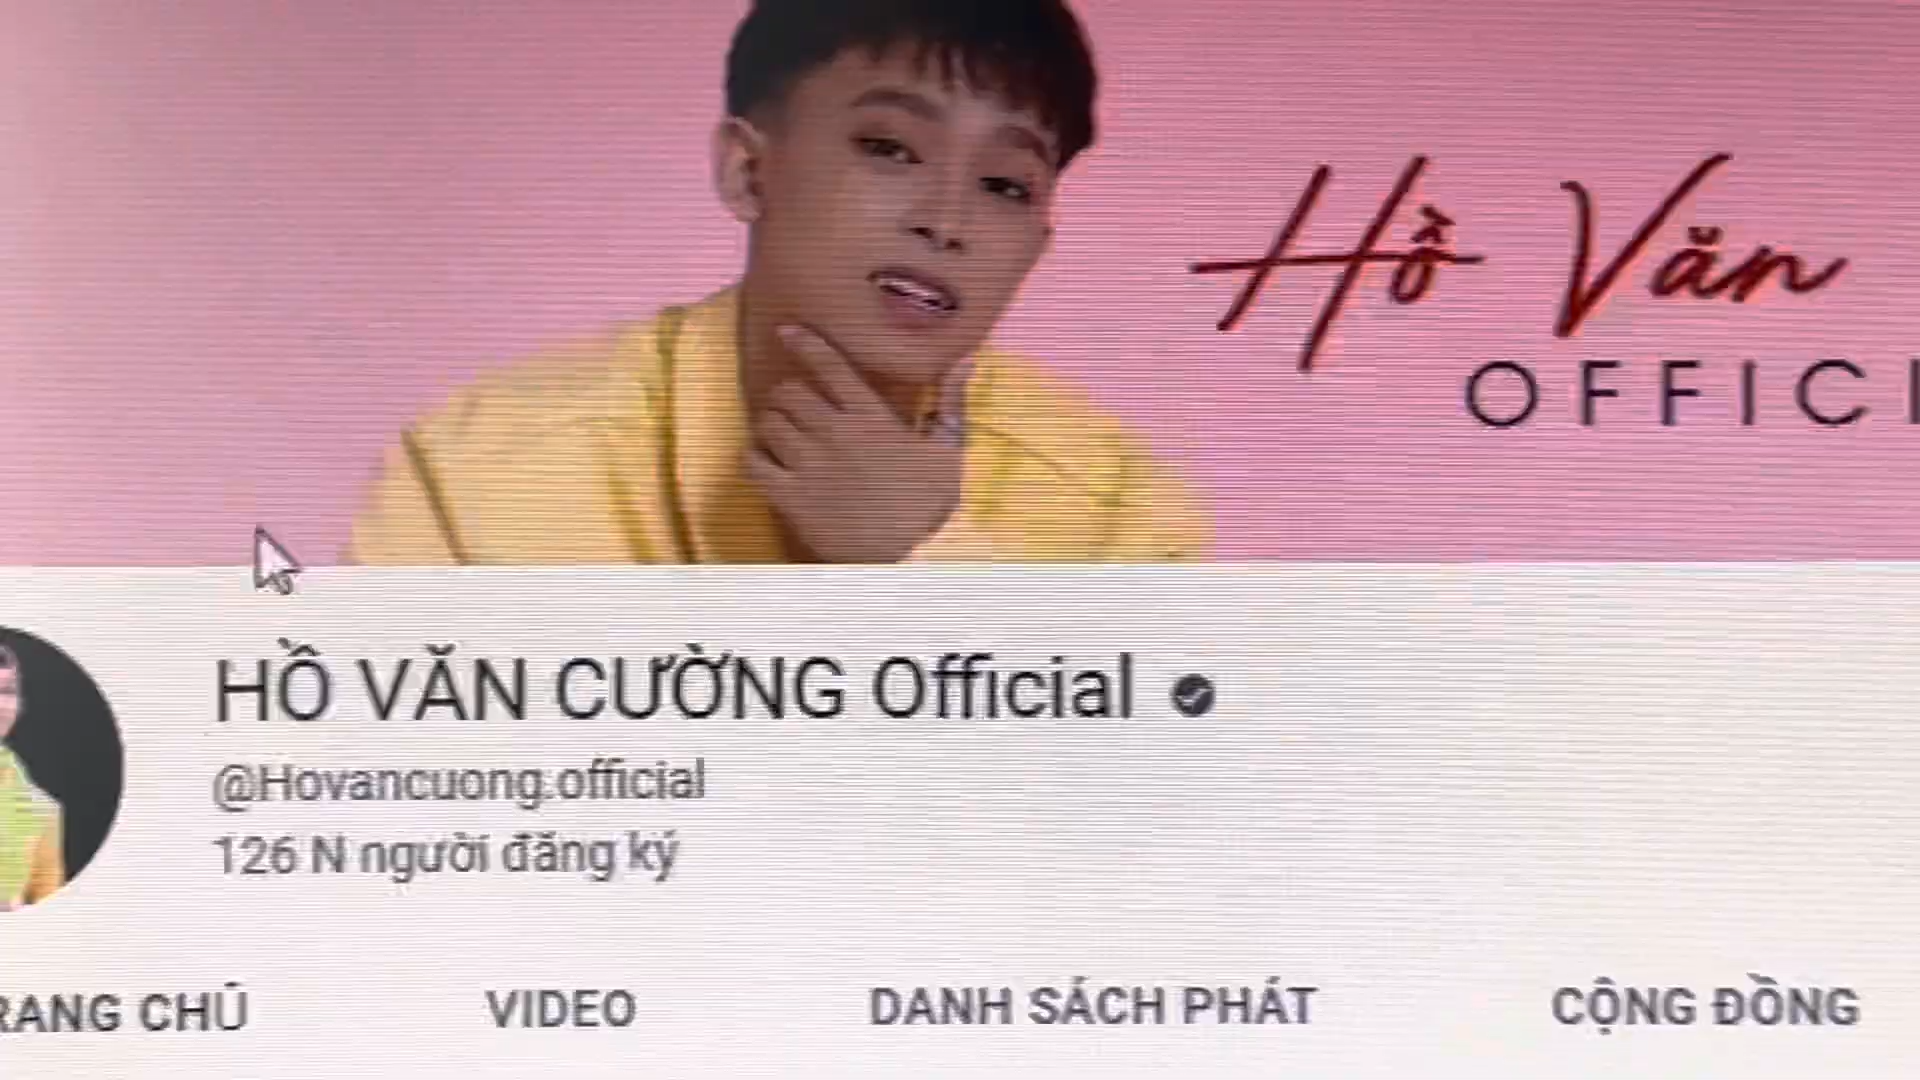 Hồ Văn
OFFICI
HỒ VĂN CƯỜNG Official
@Hovancuong.official
126 N người đăng ký
RANG CHỦ
VIDEO
DANH SÁCH PHÁT
CỘNG ĐỒNG